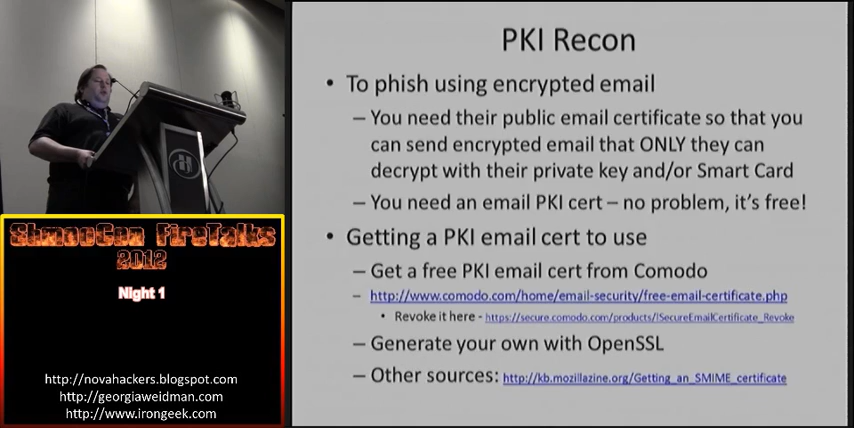 PKI Recon
• To phish using encrypted email
– You need their public email certificate so that you
can send encrypted email that ONLY they can
decrypt with their private key and/or Smart Card
– You need an email PKI cert – no problem, it's free!
• Getting a PKI email cert to use
– Get a free PKI email cert from Comodo
– http://www.comodo.com/home/email-security/free-email-certificate.php
• Revoke it here - https://secure.comodo.com/products/!SecureEmailCertificate_Revoke
– Generate your own with OpenSSL
– Other sources: http://kb.mozillazine.org/Getting_an_SMIME_certificate
ShmooCon FireTalks
2012
Night 1
http://novahackers.blogspot.com
http://georgiaweidman.com
http://www.irongeek.com